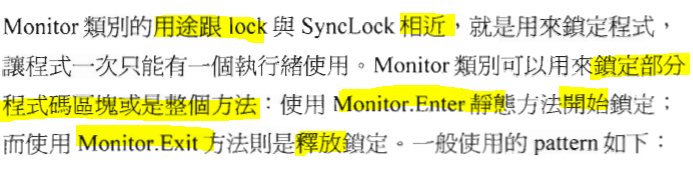 Monitor 類別的用途跟 lock 與 SyncLock 相近，就是用來鎖定程式，
讓程式一次只能有一個執行緒使用。Monitor 類別可以用來鎖定部分
程式碼區塊或是整個方法：使用 Monitor.Enter 靜態方法開始鎖定；
而使用 Monitor.Exit 方法則是釋放鎖定。一般使用的 pattern 如下：